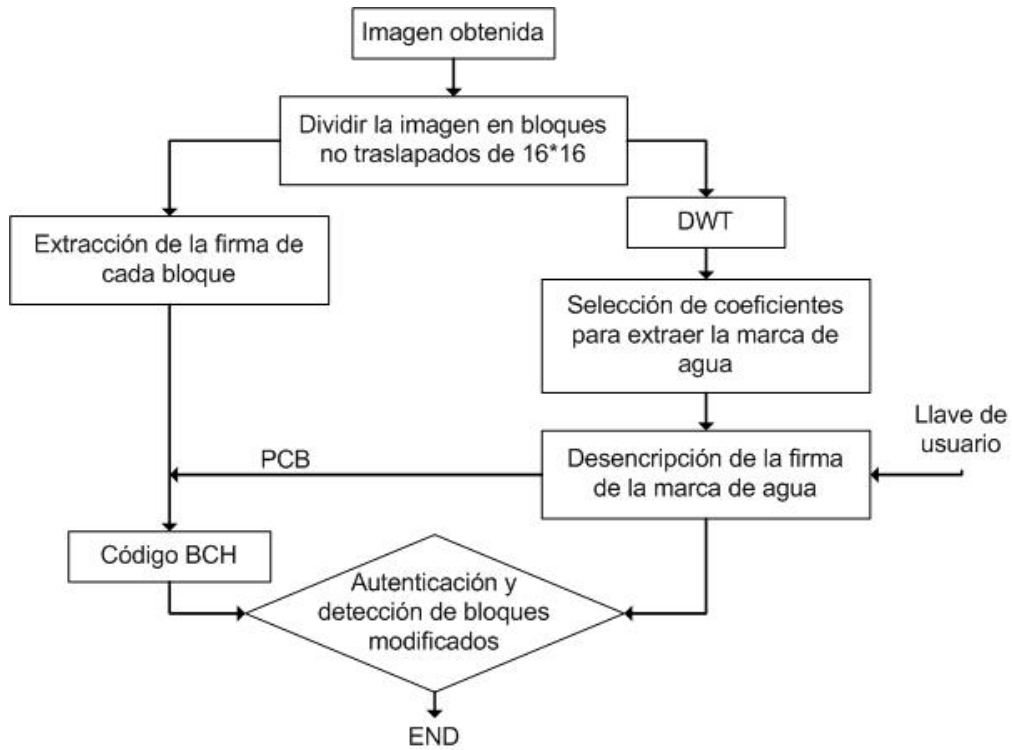 Imagen obtenida
Dividir la imagen en bloques
no traslapados de 16*16
DWT
Extracción de la firma de
cada bloque
Selección de coeficientes
para extraer la marca de
agua
Llave de
usuario
PCB
Desencripción de la firma
de la marca de agua
Código BCH
Autenticación y
detección de bloques
modificados
END